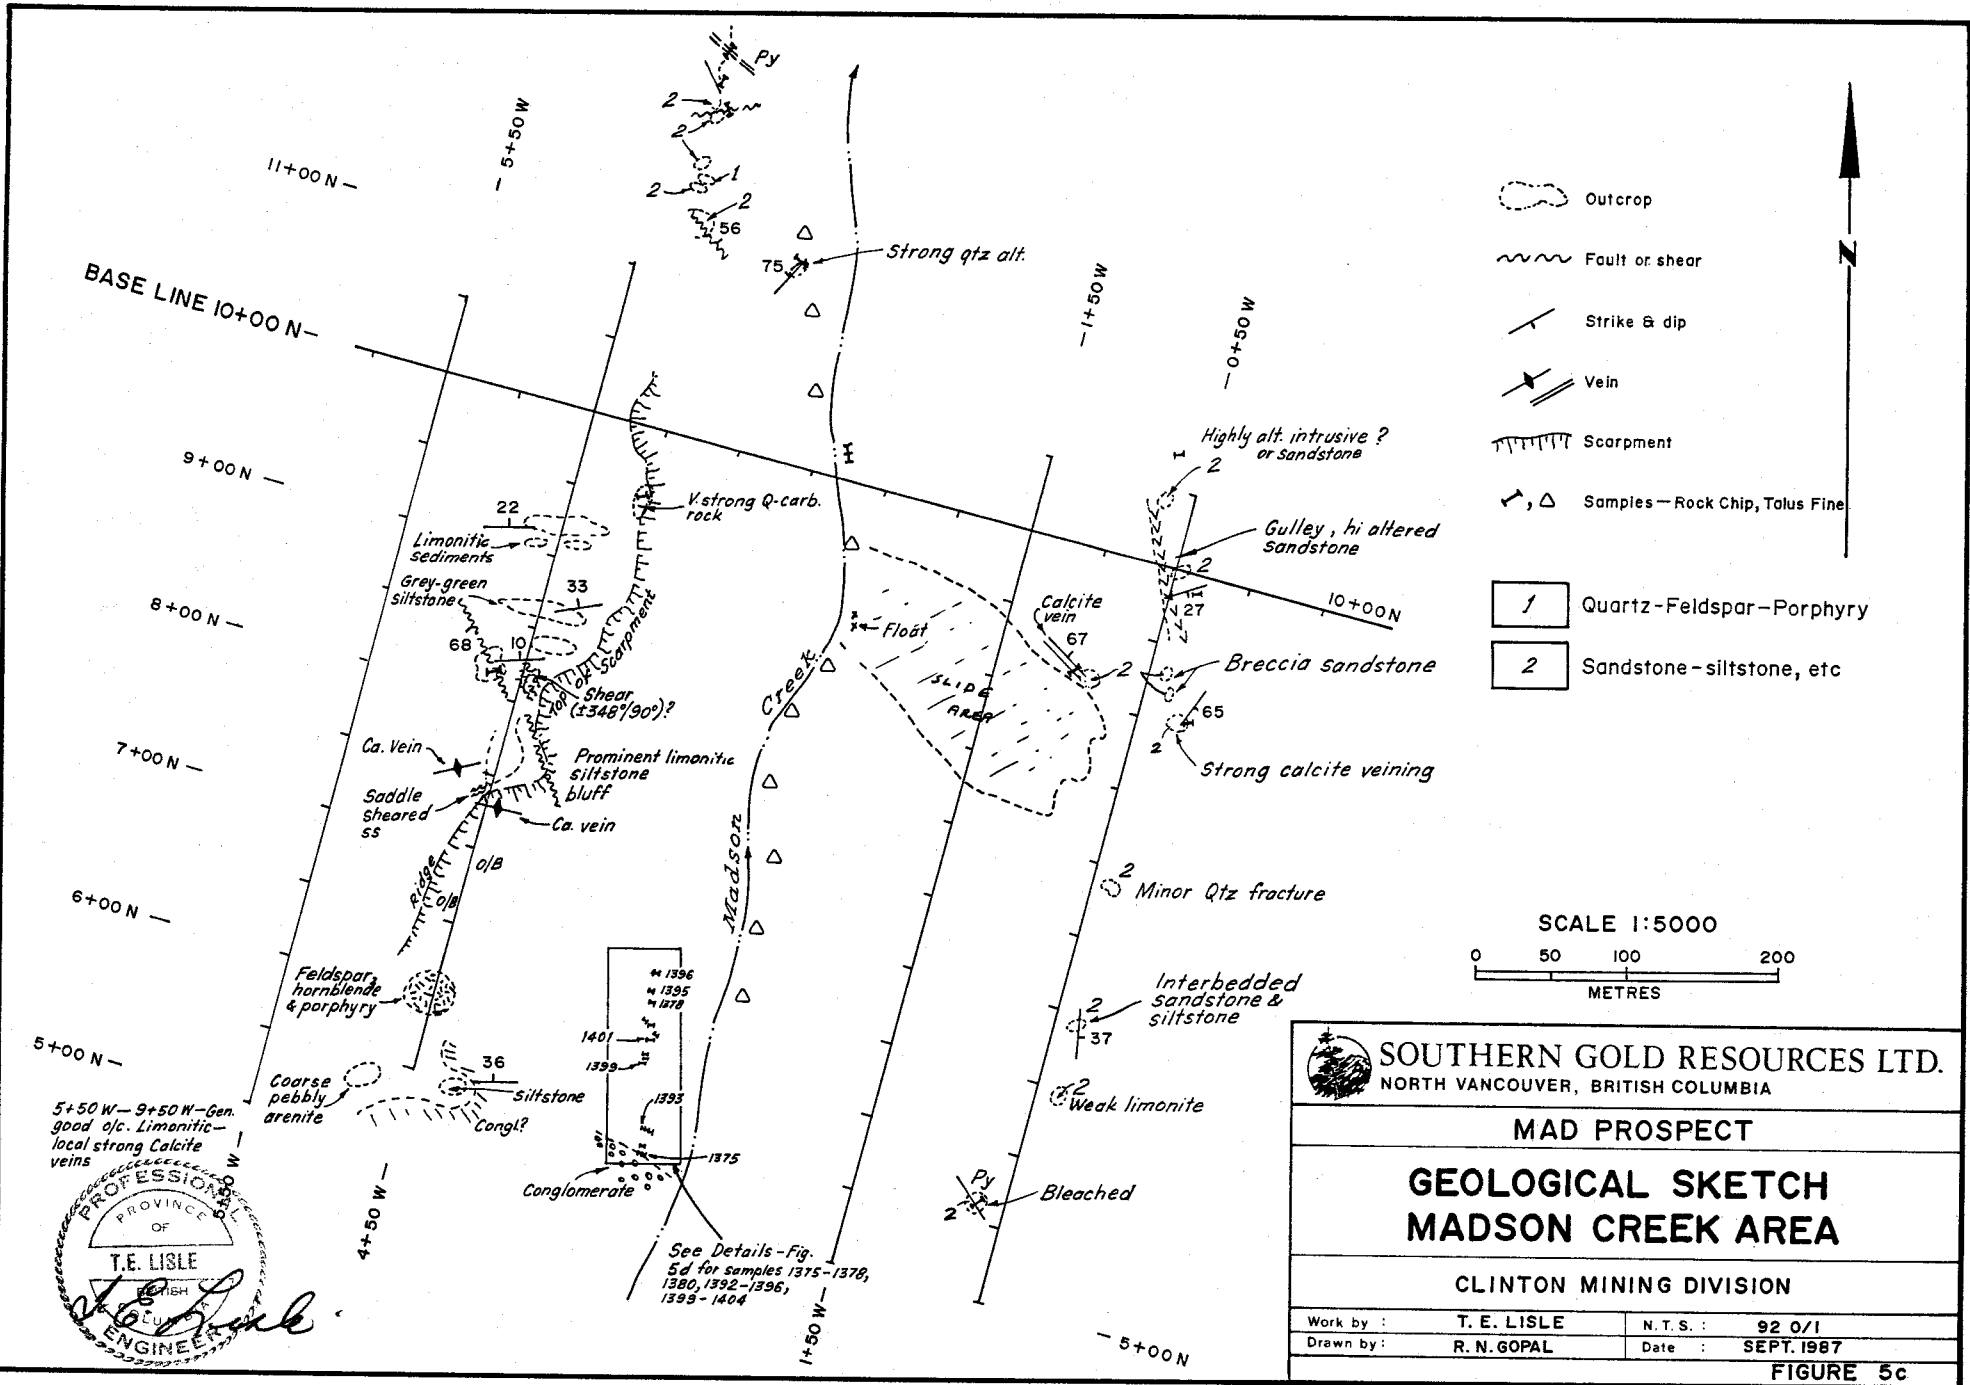 Py
2
2
2
1
2
56
75
Strong qtz alt.
11+00 N
5+50 W
BASE LINE 10+00 N
1+50 W
0+50 W
Outcrop
Fault or shear
Strike & dip
Vein
Scarpment
Samples — Rock Chip, Talus Fine
N
1
Quartz-Feldspar-Porphyry
2
Sandstone-siltstone, etc
9+00 N
8+00 N
7+00 N
6+00 N
5+00 N
22
Limonitic
sediments
Grey-green
siltstone
33
68
10
V. strong Q-carb.
rock
Top of Scarpment
Shear
(±348°/90°)?
Ca. Vein
Prominent limonitic
siltstone
bluff
Saddle
Sheared
ss
Ca. vein
O/B
Ridge
O/B
Feldspar,
hornblende
& porphyry
Coarse
pebbly
arenite
36
Siltstone
Congl?
Madson
Creek
Float
SLIDE
AREA
Calcite
vein
67
2
Highly alt. intrusive ?
or sandstone
2
Gulley, hi altered
sandstone
2
27
10+00N
Breccia sandstone
65
2
Strong calcite veining
2
Minor Qtz fracture
Interbedded
sandstone &
siltstone
2
37
2
Weak limonite
Py
2
Bleached
1396
1395
1378
1401
1399
1393
1375
Conglomerate
See Details - Fig.
5d for samples 1375-1378,
1380, 1392-1396,
1399-1404
5+50 W — 9+50 W — Gen.
good o/c. Limonitic —
local strong Calcite
veins
5+50 W
4+50 W
1+50 W
5+00 N
PROFESSIONAL
PROVINCE
OF
T.E. LISLE
BRITISH
COLUMBIA
ENGINEER
T E Lisle
SCALE 1:5000
0 50 100 200
METRES
SOUTHERN GOLD RESOURCES LTD.
NORTH VANCOUVER, BRITISH COLUMBIA
MAD PROSPECT
GEOLOGICAL SKETCH
MADSON CREEK AREA
CLINTON MINING DIVISION
Work by : T. E. LISLE N.T.S. : 92 O/1
Drawn by : R. N. GOPAL Date : SEPT. 1987
FIGURE 5c